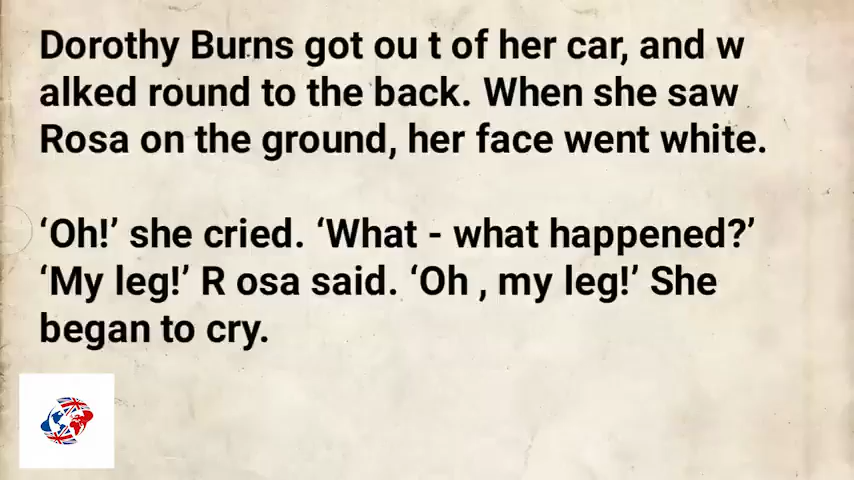 Dorothy Burns got ou t of her car, and w
alked round to the back. When she saw
Rosa on the ground, her face went white.
‘Oh!’ she cried. ‘What - what happened?’
‘My leg!’ R osa said. ‘Oh , my leg!’ She
began to cry.